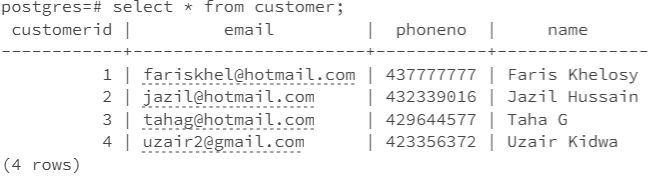 postgres=# select * from customer;
 customerid |         email         |  phoneno  |     name
------------+-----------------------+-----------+---------------
          1 | fariskhel@hotmail.com | 437777777 | Faris Khelosy
          2 | jazil@hotmail.com     | 432339016 | Jazil Hussain
          3 | tahag@hotmail.com     | 429644577 | Taha G
          4 | uzair2@gmail.com      | 423356372 | Uzair Kidwa
(4 rows)